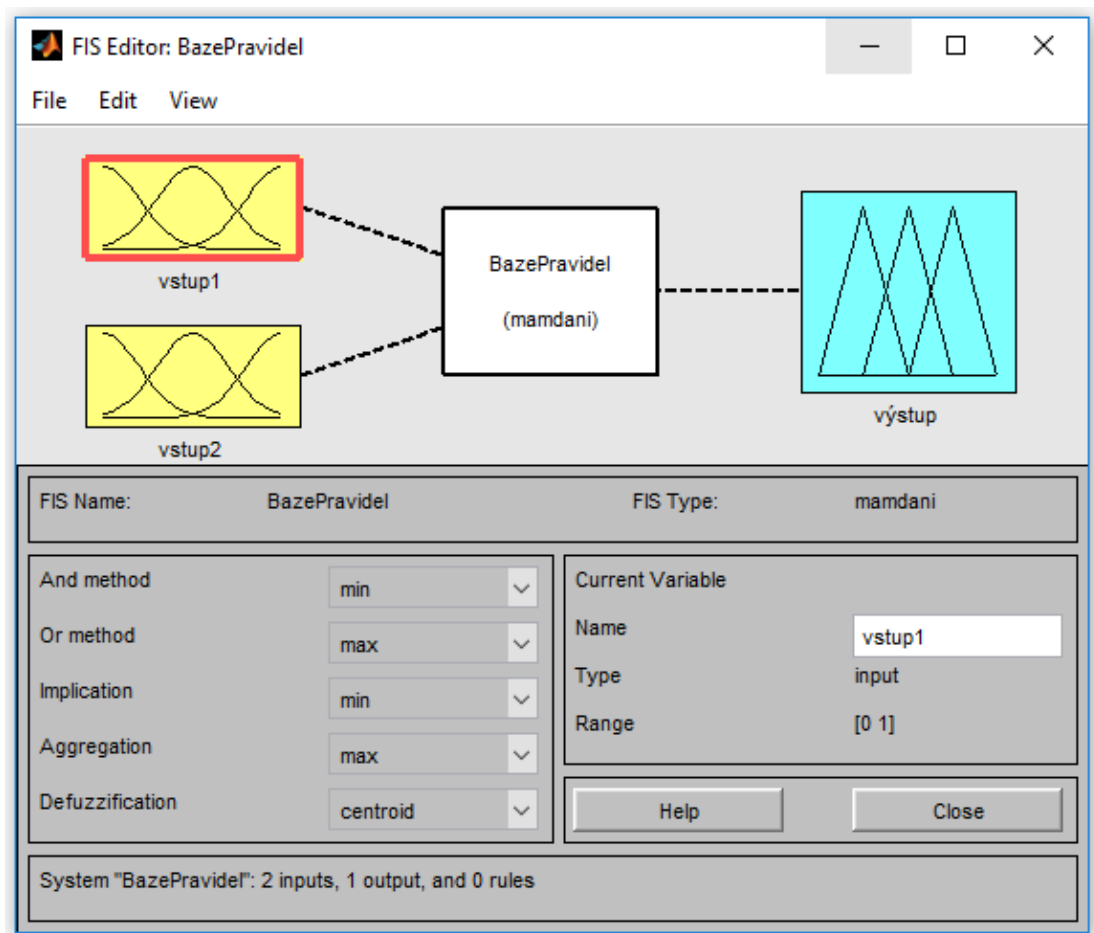 FIS Editor: BazePravidel
File Edit View
vstup1
vstup2
BazePravidel
(mamdani)
výstup
FIS Name: BazePravidel FIS Type: mamdani
And method min
Or method max
Implication min
Aggregation max
Defuzzification centroid
Current Variable
Name vstup1
Type input
Range [0 1]
Help Close
System "BazePravidel": 2 inputs, 1 output, and 0 rules